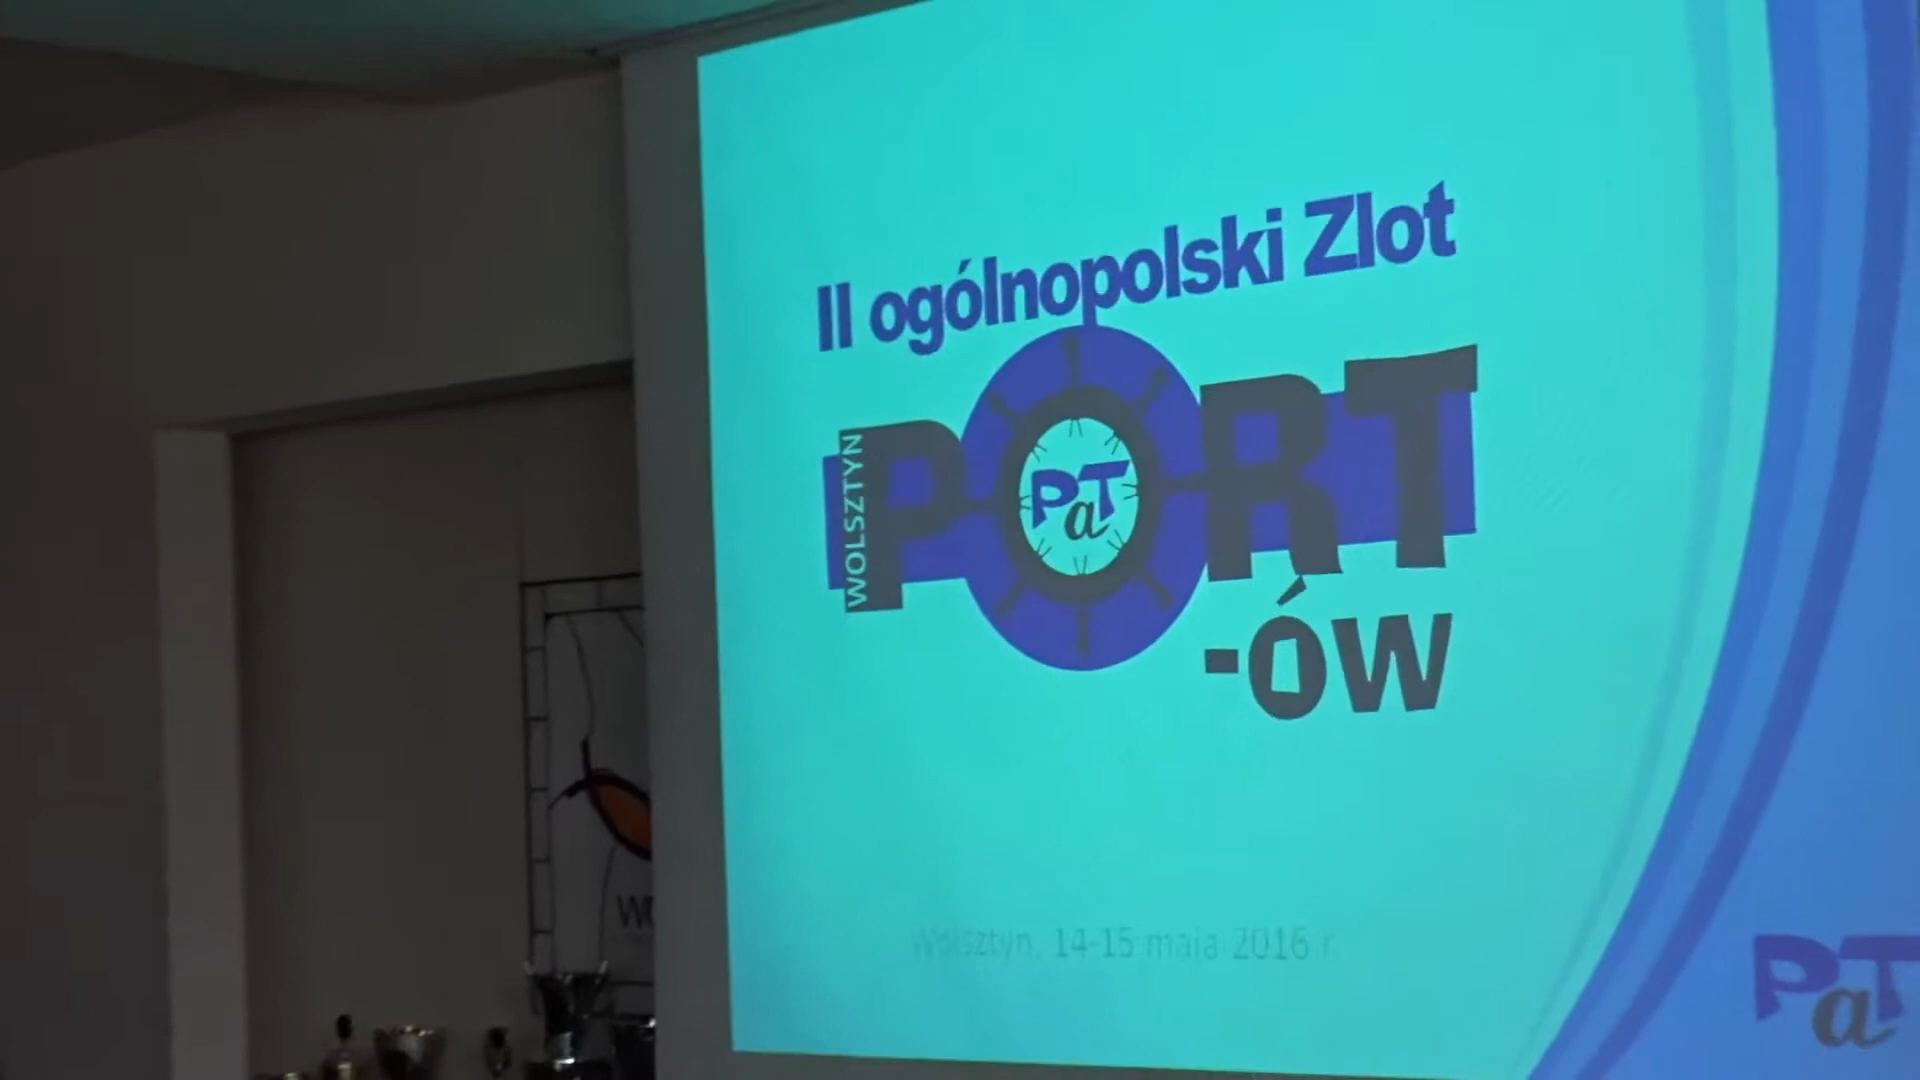 II ogólnopolski Zlot
WOLSZTYN
PORT
PaT
-ÓW
Wolsztyn, 14-15 maja 2016 r.
PaT